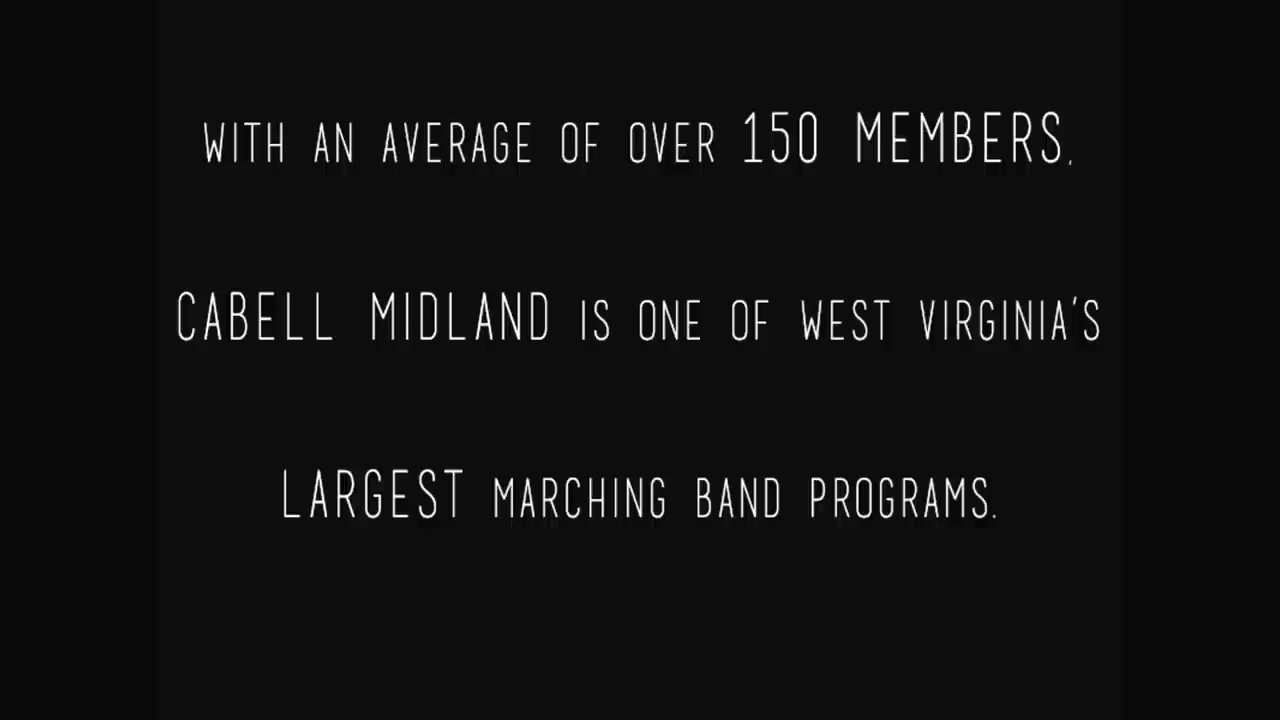 WITH AN AVERAGE OF OVER 150 MEMBERS,
CABELL MIDLAND IS ONE OF WEST VIRGINIA'S
LARGEST MARCHING BAND PROGRAMS.